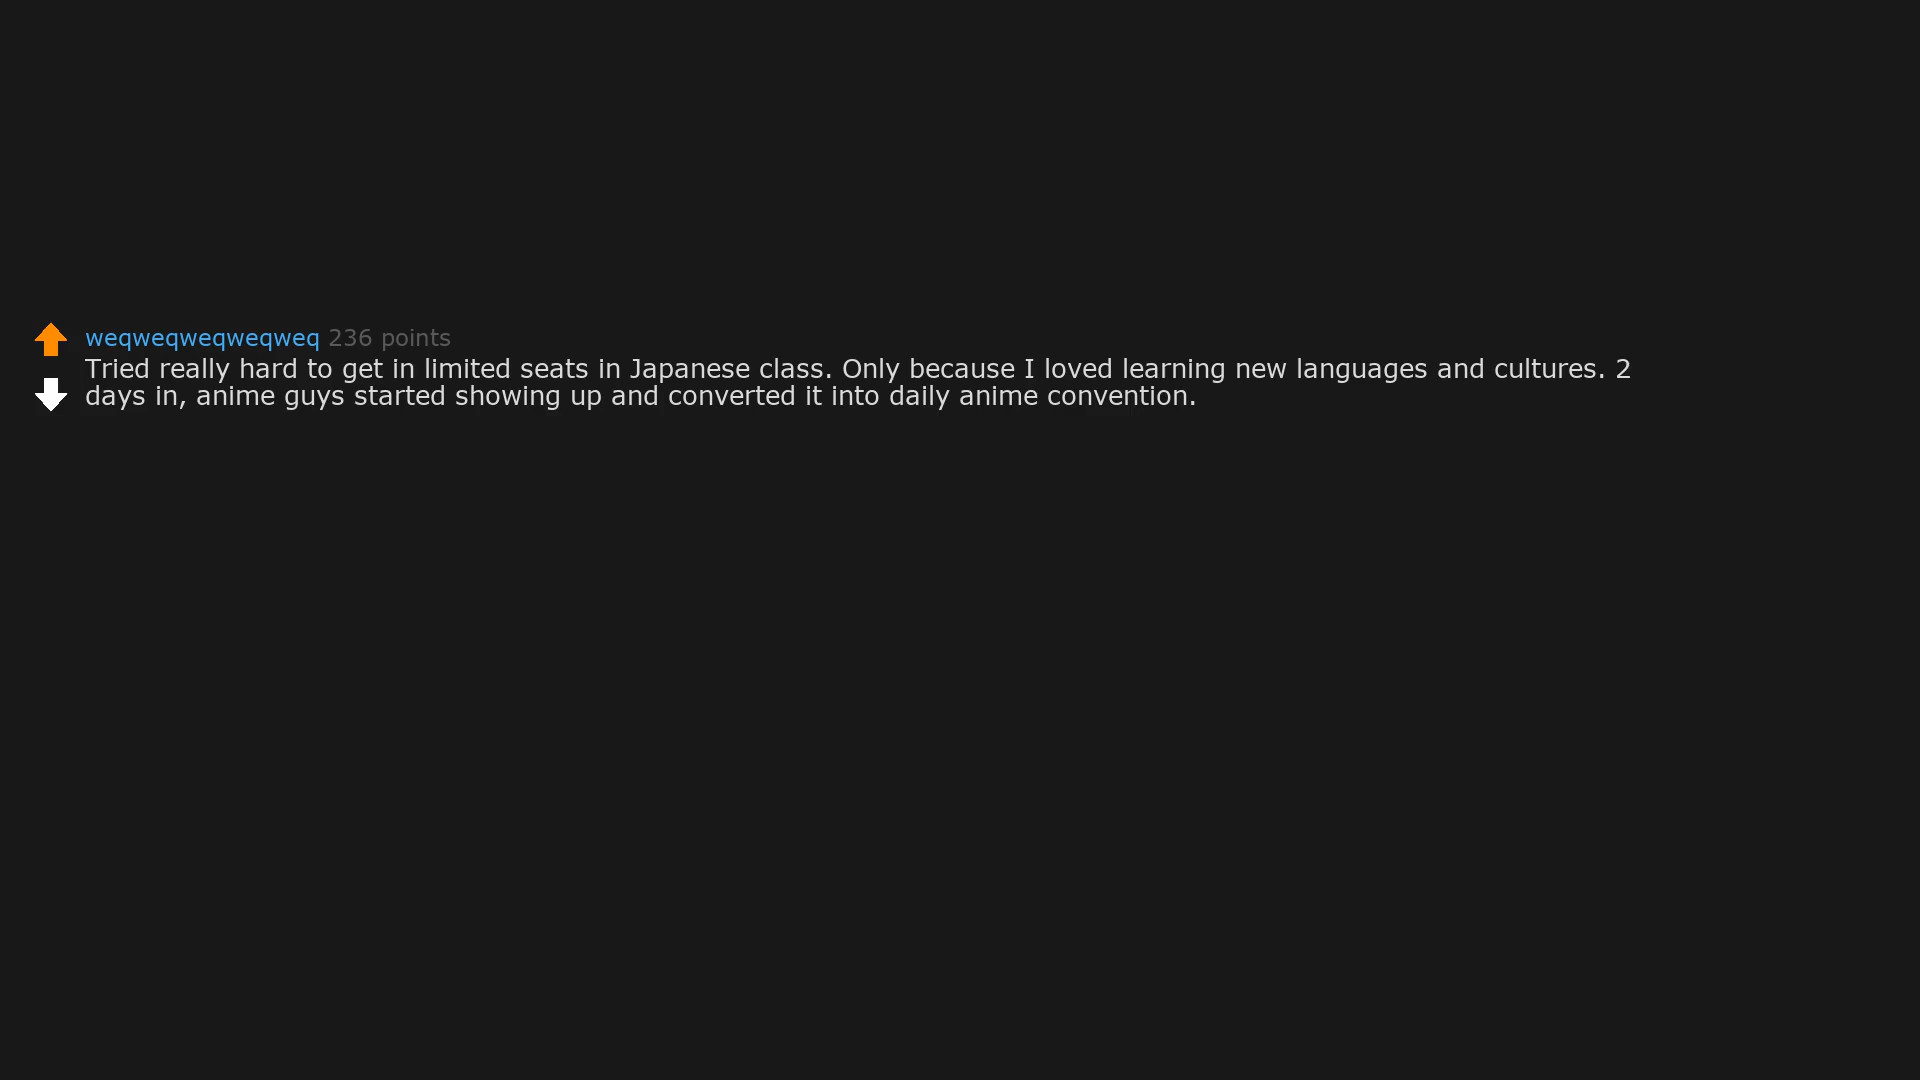 weqweqweqweqweq 236 points
Tried really hard to get in limited seats in Japanese class. Only because I loved learning new languages and cultures. 2
days in, anime guys started showing up and converted it into daily anime convention.